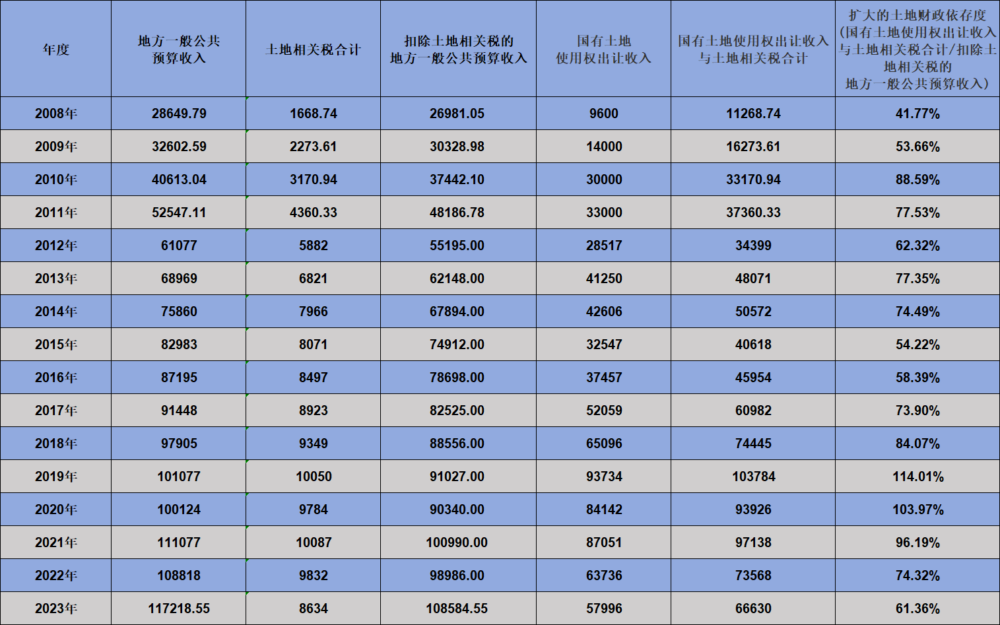 年度
地方一般公共
预算收入
土地相关税合计
扣除土地相关税的
地方一般公共预算收入
国有土地
使用权出让收入
国有土地使用权出让收入
与土地相关税合计
扩大的土地财政依存度
(国有土地使用权出让收入
与土地相关税合计/扣除土
地相关税的
地方一般公共预算收入)
2008年 28649.79 1668.74 26981.05 9600 11268.74 41.77%
2009年 32602.59 2273.61 30328.98 14000 16273.61 53.66%
2010年 40613.04 3170.94 37442.10 30000 33170.94 88.59%
2011年 52547.11 4360.33 48186.78 33000 37360.33 77.53%
2012年 61077 5882 55195.00 28517 34399 62.32%
2013年 68969 6821 62148.00 41250 48071 77.35%
2014年 75860 7966 67894.00 42606 50572 74.49%
2015年 82983 8071 74912.00 32547 40618 54.22%
2016年 87195 8497 78698.00 37457 45954 58.39%
2017年 91448 8923 82525.00 52059 60982 73.90%
2018年 97905 9349 88556.00 65096 74445 84.07%
2019年 101077 10050 91027.00 93734 103784 114.01%
2020年 100124 9784 90340.00 84142 93926 103.97%
2021年 111077 10087 100990.00 87051 97138 96.19%
2022年 108818 9832 98986.00 63736 73568 74.32%
2023年 117218.55 8634 108584.55 57996 66630 61.36%